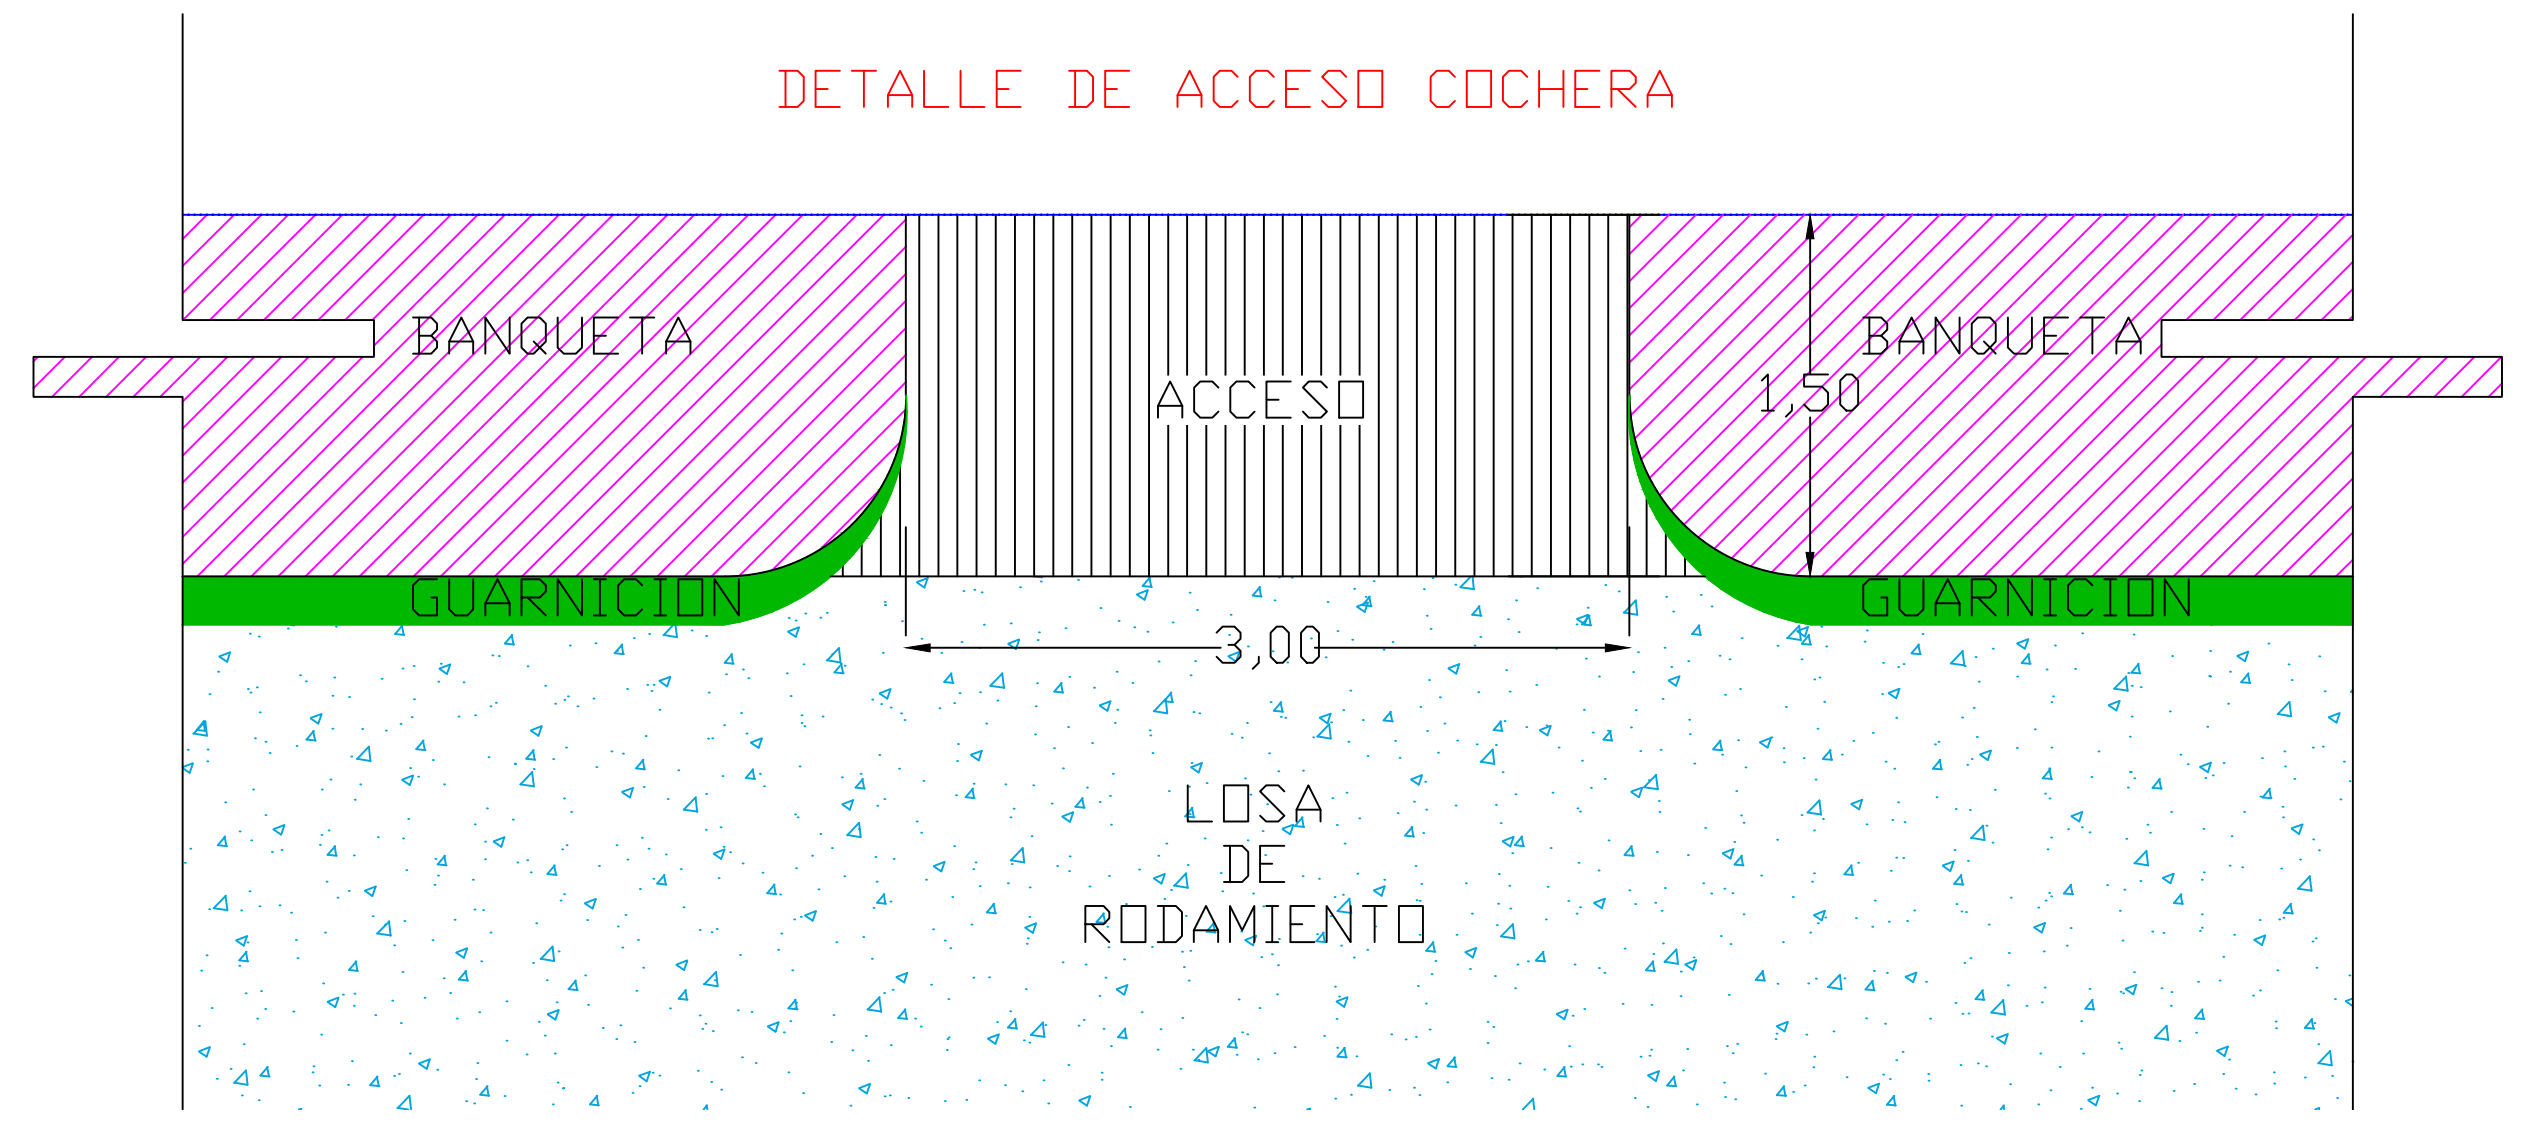 DETALLE DE ACCESO COCHERA
BANQUETA
BANQUETA
1,50
ACCESO
GUARNICION
GUARNICION
3,00
LOSA
DE
RODAMIENTO